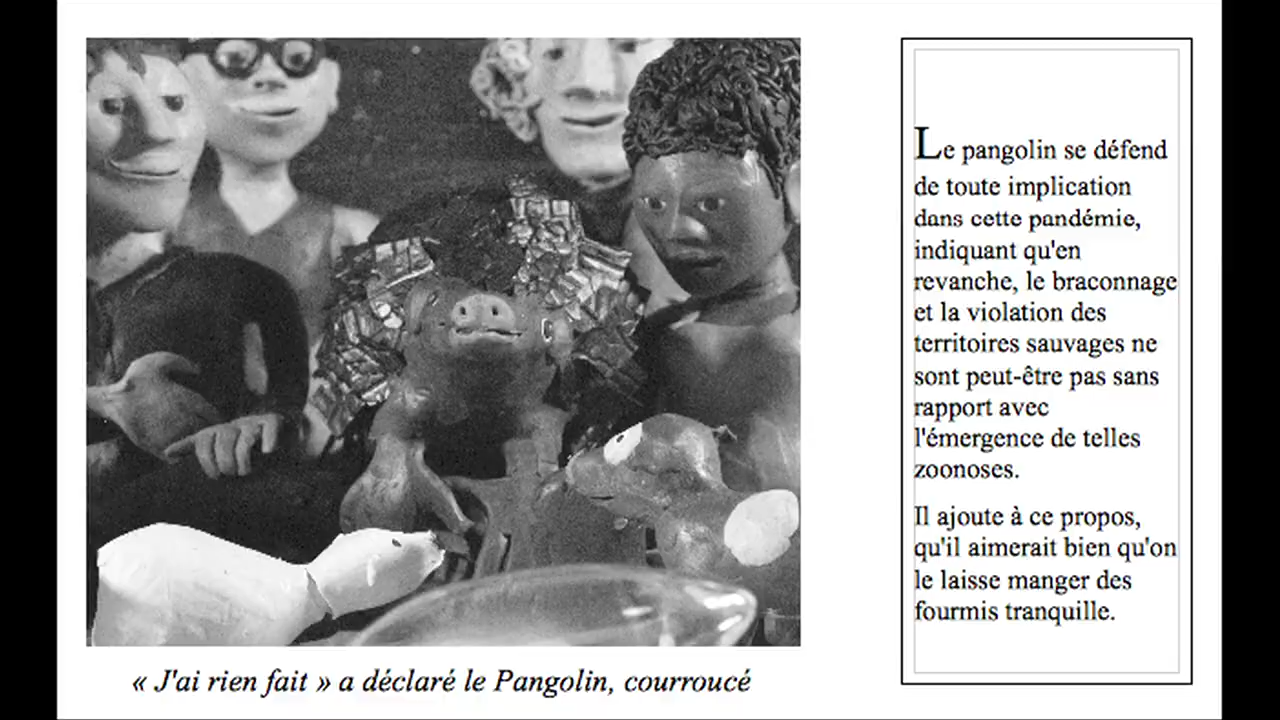 Le pangolin se défend
de toute implication
dans cette pandémie,
indiquant qu'en
revanche, le braconnage
et la violation des
territoires sauvages ne
sont peut-être pas sans
rapport avec
l'émergence de telles
zoonoses.
Il ajoute à ce propos,
qu'il aimerait bien qu'on
le laisse manger des
fourmis tranquille.
« J'ai rien fait » a déclaré le Pangolin, courroucé